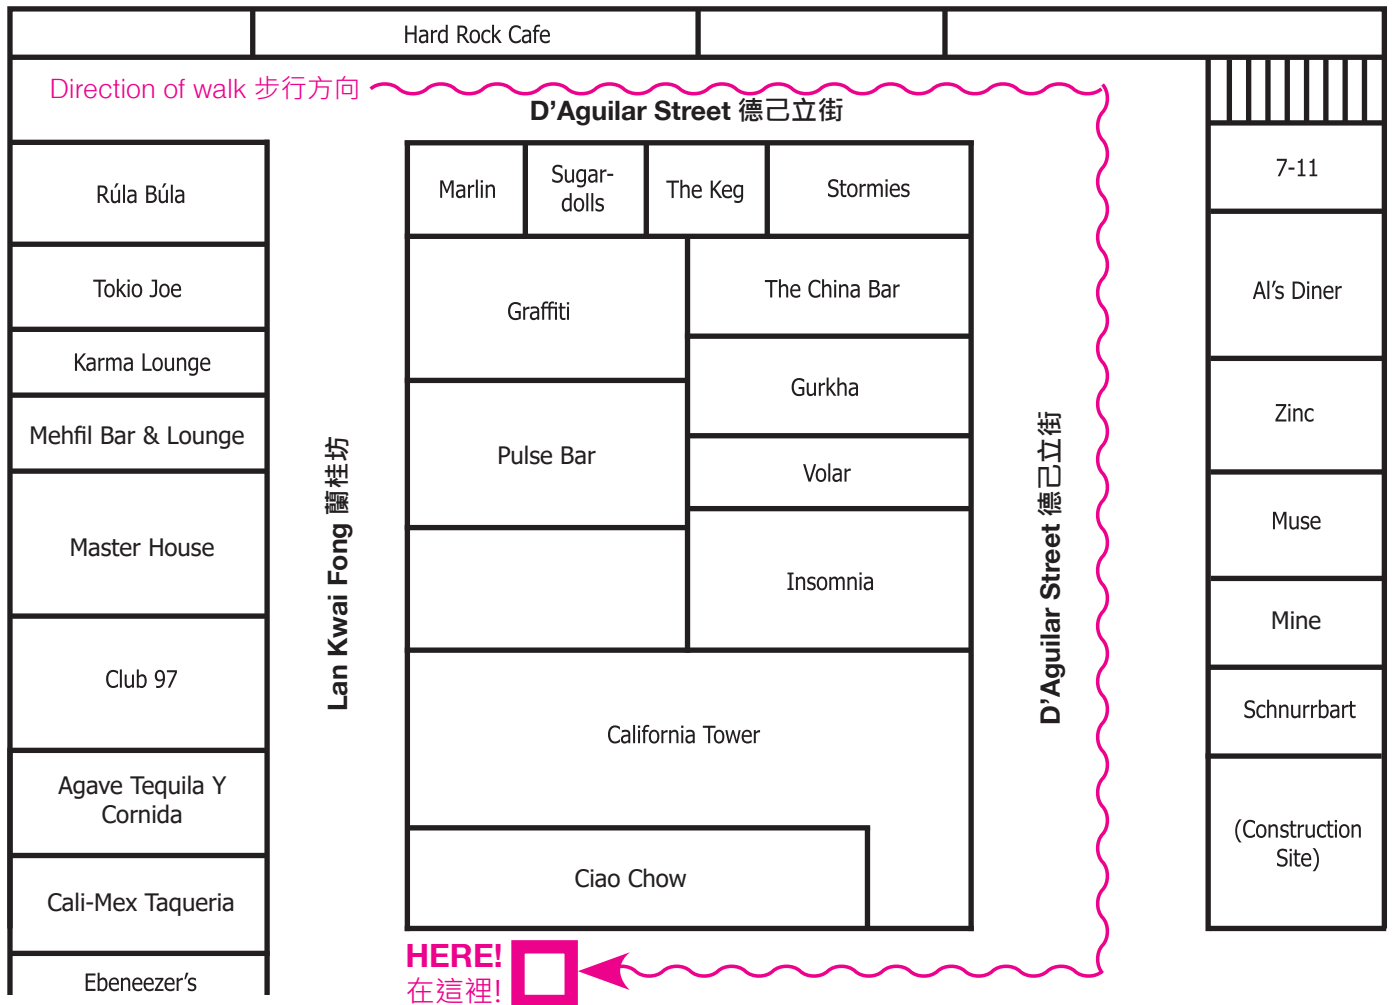 Hard Rock Cafe
Direction of walk 步行方向
D'Aguilar Street 德己立街
Rúla Búla
Tokio Joe
Karma Lounge
Mehfil Bar & Lounge
Master House
Club 97
Agave Tequila Y
Cornida
Cali-Mex Taqueria
Ebeneezer's
Lan Kwai Fong 蘭桂坊
Marlin
Sugar-
dolls
The Keg
Stormies
Graffiti
The China Bar
Gurkha
Pulse Bar
Volar
Insomnia
California Tower
Ciao Chow
HERE!
在這裡!
D'Aguilar Street 德己立街
7-11
Al's Diner
Zinc
Muse
Mine
Schnurrbart
(Construction
Site)